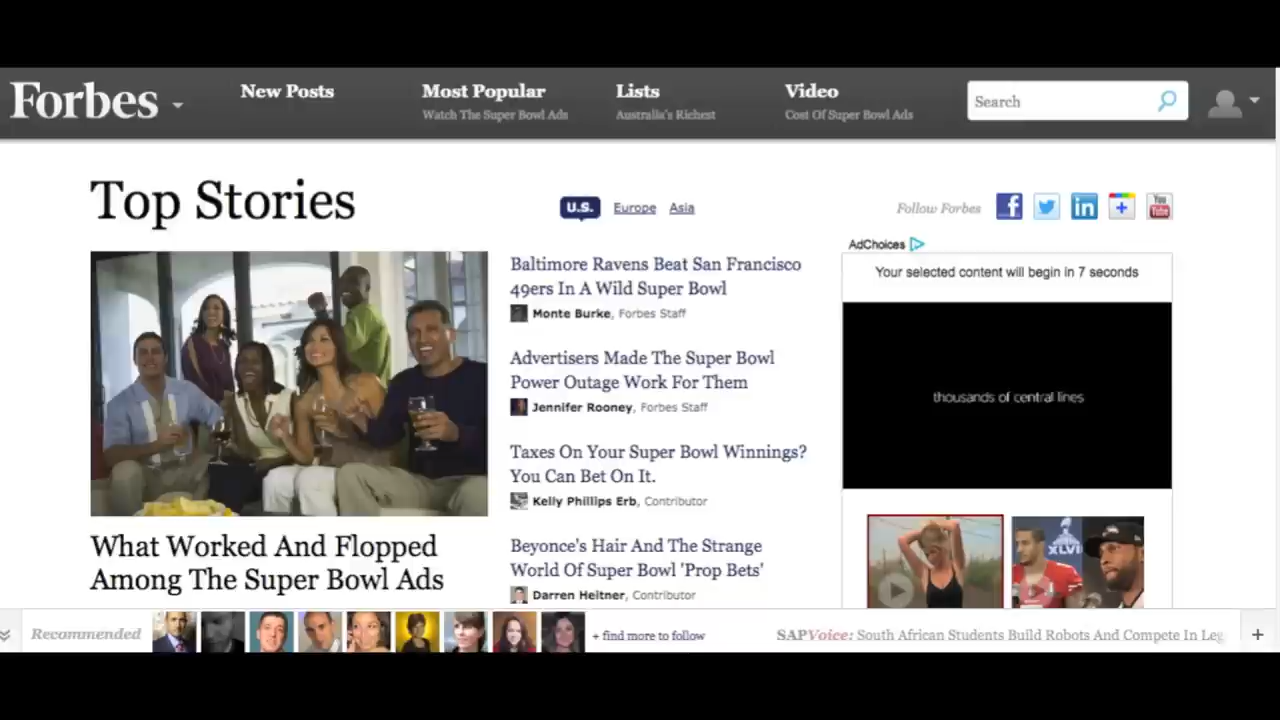 Forbes
New Posts
Most Popular
Watch The Super Bowl Ads
Lists
Australia's Richest
Video
Cost Of Super Bowl Ads
Search
Top Stories
U.S. Europe Asia
Follow Forbes
f
in
+
You
Tube
What Worked And Flopped
Among The Super Bowl Ads
Baltimore Ravens Beat San Francisco
49ers In A Wild Super Bowl
Monte Burke, Forbes Staff
Advertisers Made The Super Bowl
Power Outage Work For Them
Jennifer Rooney, Forbes Staff
Taxes On Your Super Bowl Winnings?
You Can Bet On It.
Kelly Phillips Erb, Contributor
Beyonce's Hair And The Strange
World Of Super Bowl 'Prop Bets'
Darren Heitner, Contributor
AdChoices
Your selected content will begin in 7 seconds
thousands of central lines
XLVI
Recommended
+ find more to follow
SAPVoice: South African Students Build Robots And Compete In Leg
+